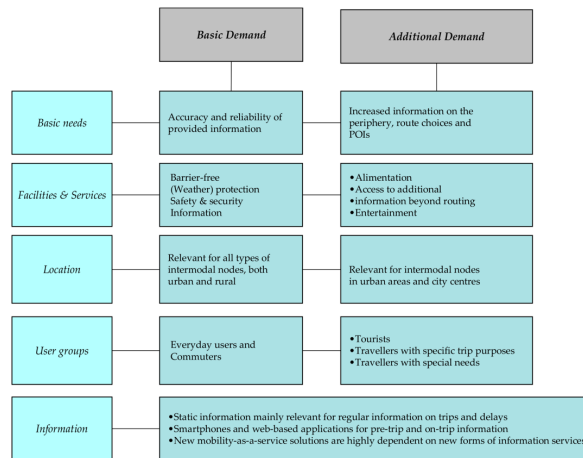 Basic Demand
Additional Demand
Basic needs
Accuracy and reliability of
provided information
Increased information on the
periphery, route choices and
POIs
Facilities & Services
Barrier-free
(Weather) protection
Safety & security
Information
•Alimentation
•Access to additional
•information beyond routing
•Entertainment
Location
Relevant for all types of
intermodal nodes, both
urban and rural
Relevant for intermodal nodes
in urban areas and city centres
User groups
Everyday users and
Commuters
•Tourists
•Travellers with specific trip purposes
•Travellers with special needs
Information
•Static information mainly relevant for regular information on trips and delays
•Smartphones and web-based applications for pre-trip and on-trip information
•New mobility-as-a-service solutions are highly dependent on new forms of information services